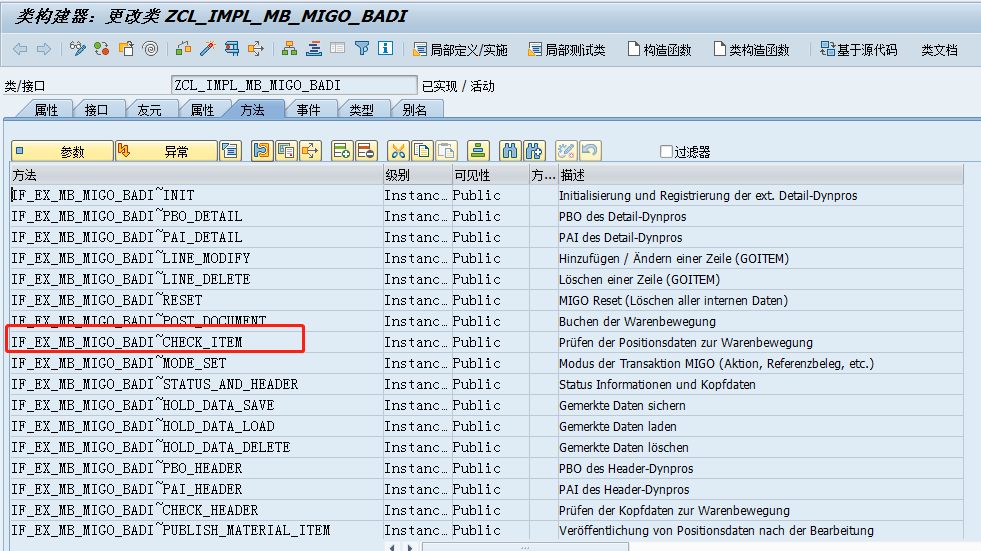 类构建器：更改类 ZCL_IMPL_MB_MIGO_BADI
局部定义/实施 局部测试类 构造函数 类构造函数 基于源代码 类文档
类/接口 ZCL_IMPL_MB_MIGO_BADI 已实现 / 活动
属性 接口 友元 属性 方法 事件 类型 别名
参数 异常 过滤器
方法 级别 可见性 方... 描述
IF_EX_MB_MIGO_BADI~INIT Instanc... Public Initialisierung und Registrierung der ext. Detail-Dynpros
IF_EX_MB_MIGO_BADI~PBO_DETAIL Instanc... Public PBO des Detail-Dynpros
IF_EX_MB_MIGO_BADI~PAI_DETAIL Instanc... Public PAI des Detail-Dynpros
IF_EX_MB_MIGO_BADI~LINE_MODIFY Instanc... Public Hinzufügen / Ändern einer Zeile (GOITEM)
IF_EX_MB_MIGO_BADI~LINE_DELETE Instanc... Public Löschen einer Zeile (GOITEM)
IF_EX_MB_MIGO_BADI~RESET Instanc... Public MIGO Reset (Löschen aller internen Daten)
IF_EX_MB_MIGO_BADI~POST_DOCUMENT Instanc... Public Buchen der Warenbewegung
IF_EX_MB_MIGO_BADI~CHECK_ITEM Instanc... Public Prüfen der Positionsdaten zur Warenbewegung
IF_EX_MB_MIGO_BADI~MODE_SET Instanc... Public Modus der Transaktion MIGO (Aktion, Referenzbeleg, etc.)
IF_EX_MB_MIGO_BADI~STATUS_AND_HEADER Instanc... Public Status Informationen und Kopfdaten
IF_EX_MB_MIGO_BADI~HOLD_DATA_SAVE Instanc... Public Gemerkte Daten sichern
IF_EX_MB_MIGO_BADI~HOLD_DATA_LOAD Instanc... Public Gemerkte Daten laden
IF_EX_MB_MIGO_BADI~HOLD_DATA_DELETE Instanc... Public Gemerkte Daten löschen
IF_EX_MB_MIGO_BADI~PBO_HEADER Instanc... Public PBO des Header-Dynpros
IF_EX_MB_MIGO_BADI~PAI_HEADER Instanc... Public PAI des Header-Dynpros
IF_EX_MB_MIGO_BADI~CHECK_HEADER Instanc... Public Prüfen der Kopfdaten zur Warenbewegung
IF_EX_MB_MIGO_BADI~PUBLISH_MATERIAL_ITEM Instanc... Public Veröffentlichung von Positionsdaten nach der Bearbeitung